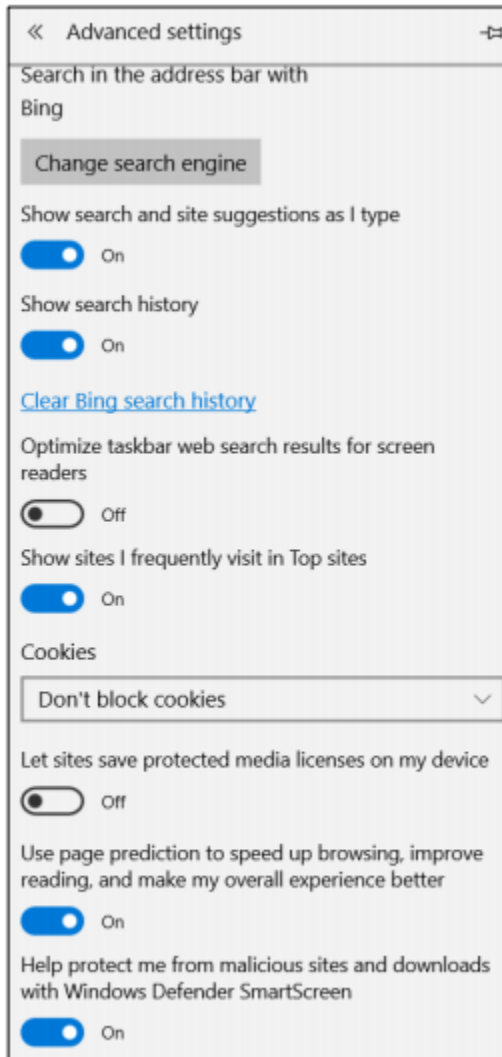 Advanced settings
Search in the address bar with
Bing
Change search engine
Show search and site suggestions as I type
On
Show search history
On
Clear Bing search history
Optimize taskbar web search results for screen
readers
Off
Show sites I frequently visit in Top sites
On
Cookies
Don't block cookies
Let sites save protected media licenses on my device
Off
Use page prediction to speed up browsing, improve
reading, and make my overall experience better
On
Help protect me from malicious sites and downloads
with Windows Defender SmartScreen
On